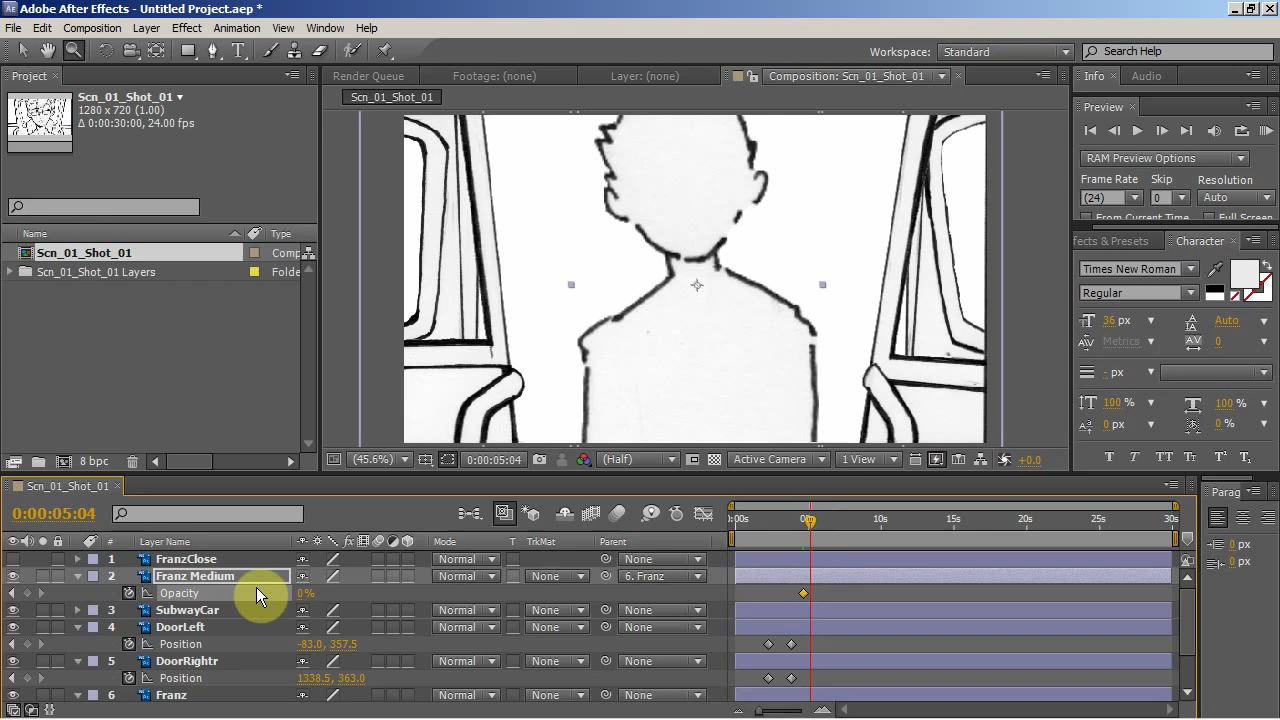 Adobe After Effects - Untitled Project.aep *
File Edit Composition Layer Effect Animation View Window Help
Workspace: Standard Search Help
Project
Render Queue Footage: (none) Layer: (none) Composition: Scn_01_Shot_01
Info Audio
Scn_01_Shot_01
1280 x 720 (1.00)
Δ 0:00:30:00, 24.00 fps
Scn_01_Shot_01
Preview
RAM Preview Options
Frame Rate Skip Resolution
(24) 0 Auto
From Current Time Full Screen
Name Type
Scn_01_Shot_01 Comp
Scn_01_Shot_01 Layers Folde
ffects & Presets Character
Times New Roman
Regular
36 px Auto
Metrics 0
- px
100 % 100 %
0 px 0 %
T T TT Tt T' T,
8 bpc
(45.6%) 0:00:05:04 (Half) Active Camera 1 View +0.0
Scn_01_Shot_01
Parag
0:00:05:04
0 px
0 px
:00s 10s 15s 20s 25s 30s
# Layer Name Mode T TrkMat Parent
1 FranzClose Normal None
2 Franz Medium Normal None 6. Franz
Opacity 0%
3 SubwayCar Normal None None
4 DoorLeft Normal None None
Position -83.0, 357.5
5 DoorRightr Normal None None
Position 1338.5, 363.0
6 Franz Normal None None